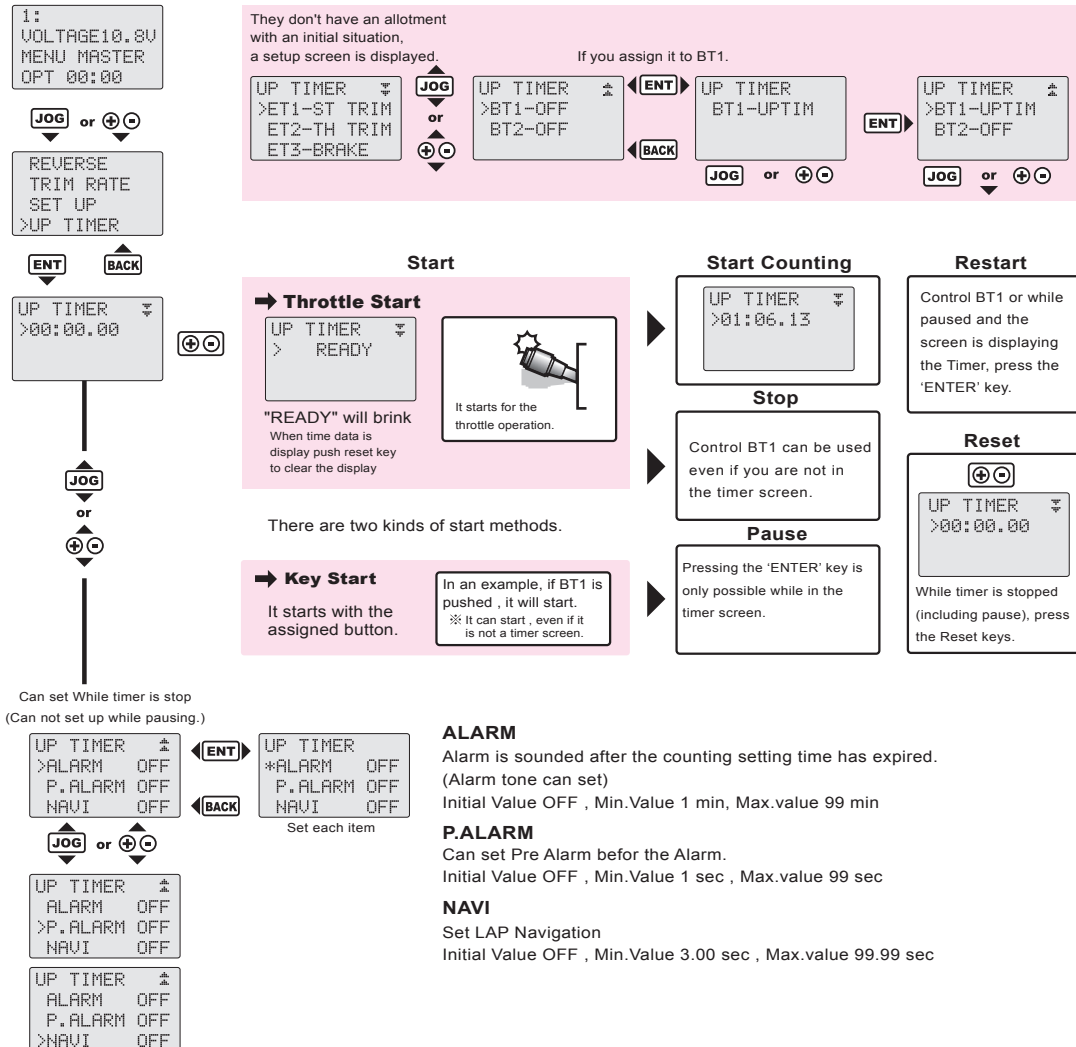 1:
VOLTAGE10.8V
MENU MASTER
OPT 00:00
JOG or
REVERSE
TRIM RATE
SET UP
>UP TIMER
ENT BACK
UP TIMER
>00:00.00
They don't have an allotment
with an initial situation,
a setup screen is displayed.
UP TIMER
>ET1-ST TRIM
ET2-TH TRIM
ET3-BRAKE
JOG
or
If you assign it to BT1.
UP TIMER
>BT1-OFF
BT2-OFF
ENT
BACK
UP TIMER
BT1-UPTIM
JOG or
ENT
UP TIMER
>BT1-UPTIM
BT2-OFF
JOG or
Start
➡ Throttle Start
UP TIMER
> READY
"READY" will brink
When time data is
display push reset key
to clear the display
It starts for the
throttle operation.
There are two kinds of start methods.
➡ Key Start
It starts with the
assigned button.
In an example, if BT1 is
pushed , it will start.
※ It can start , even if it
is not a timer screen.
Start Counting
UP TIMER
>01:06.13
Stop
Control BT1 can be used
even if you are not in
the timer screen.
Pause
Pressing the ‘ENTER’ key is
only possible while in the
timer screen.
Restart
Control BT1 or while
paused and the
screen is displaying
the Timer, press the
‘ENTER’ key.
Reset
UP TIMER
>00:00.00
While timer is stopped
(including pause), press
the Reset keys.
JOG
or
Can set While timer is stop
(Can not set up while pausing.)
UP TIMER
>ALARM OFF
P.ALARM OFF
NAVI OFF
ENT
BACK
UP TIMER
*ALARM OFF
P.ALARM OFF
NAVI OFF
Set each item
JOG or
UP TIMER
ALARM OFF
>P.ALARM OFF
NAVI OFF
UP TIMER
ALARM OFF
P.ALARM OFF
>NAVI OFF
ALARM
Alarm is sounded after the counting setting time has expired.
(Alarm tone can set)
Initial Value OFF , Min.Value 1 min, Max.value 99 min
P.ALARM
Can set Pre Alarm befor the Alarm.
Initial Value OFF , Min.Value 1 sec , Max.value 99 sec
NAVI
Set LAP Navigation
Initial Value OFF , Min.Value 3.00 sec , Max.value 99.99 sec